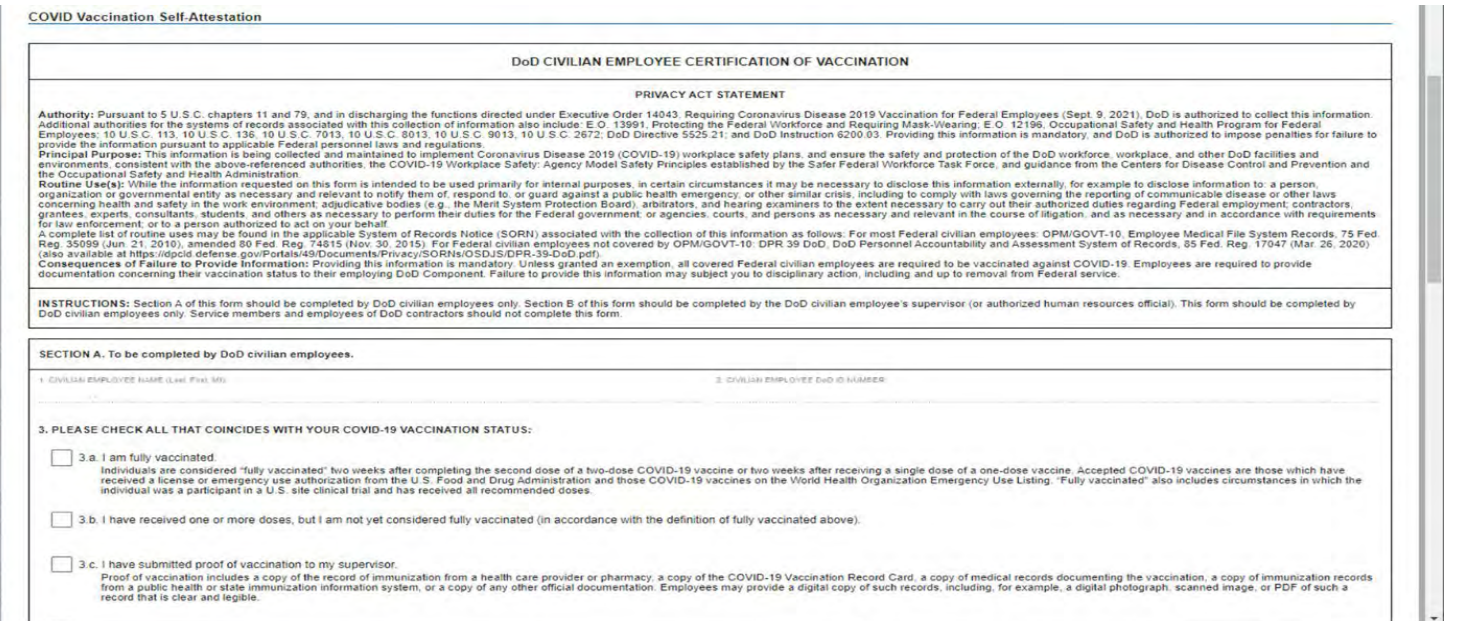 COVID Vaccination Self-Attestation
DoD CIVILIAN EMPLOYEE CERTIFICATION OF VACCINATION
PRIVACY ACT STATEMENT
Authority: Pursuant to 5 U.S.C. chapters 11 and 79, and in discharging the functions directed under Executive Order 14043, Requiring Coronavirus Disease 2019 Vaccination for Federal Employees (Sept. 9, 2021), DoD is authorized to collect this information.
Additional authorities for the systems of records associated with this collection of information also include: E.O. 13991, Protecting the Federal Workforce and Requiring Mask-Wearing; E.O. 12196, Occupational Safety and Health Program for Federal
Employees; 10 U.S.C. 113, 10 U.S.C. 136, 10 U.S.C. 7013, 10 U.S.C. 8013, 10 U.S.C. 9013, 10 U.S.C. 2672; DoD Directive 5525.21; and DoD Instruction 6200.03. Providing this information is mandatory, and DoD is authorized to impose penalties for failure to
provide the information pursuant to applicable Federal personnel laws and regulations.
Principal Purpose: This information is being collected and maintained to implement Coronavirus Disease 2019 (COVID-19) workplace safety plans, and ensure the safety and protection of the DoD workforce, workplace, and other DoD facilities and
environments, consistent with the above-referenced authorities, the COVID-19 Workplace Safety: Agency Model Safety Principles established by the Safer Federal Workforce Task Force, and guidance from the Centers for Disease Control and Prevention and
the Occupational Safety and Health Administration.
Routine Use(s): While the information requested on this form is intended to be used primarily for internal purposes, in certain circumstances it may be necessary to disclose this information externally, for example to disclose information to: a person,
organization or governmental entity as necessary and relevant to notify them of, respond to, or guard against a public health emergency, or other similar crisis, including to comply with laws governing the reporting of communicable disease or other laws
concerning health and safety in the work environment; adjudicative bodies (e.g., the Merit System Protection Board), arbitrators, and hearing examiners to the extent necessary to carry out their authorized duties regarding Federal employment; contractors,
grantees, experts, consultants, students, and others as necessary to perform their duties for the Federal government; or agencies, courts, and persons as necessary and relevant in the course of litigation, and as necessary and in accordance with requirements
for law enforcement; or to a person authorized to act on your behalf.
A complete list of routine uses may be found in the applicable System of Records Notice (SORN) associated with the collection of this information as follows: For most Federal civilian employees: OPM/GOVT-10, Employee Medical File System Records, 75 Fed.
Reg. 35099 (Jun. 21, 2010), amended 80 Fed. Reg. 74815 (Nov. 30, 2015). For Federal civilian employees not covered by OPM/GOVT-10: DPR 39 DoD, DoD Personnel Accountability and Assessment System of Records, 85 Fed. Reg. 17047 (Mar. 26, 2020)
(also available at https://dpcld.defense.gov/Portals/49/Documents/Privacy/SORNs/OSDJS/DPR-39-DoD.pdf).
Consequences of Failure to Provide Information: Providing this information is mandatory. Unless granted an exemption, all covered Federal civilian employees are required to be vaccinated against COVID-19. Employees are required to provide
documentation concerning their vaccination status to their employing DoD Component. Failure to provide this information may subject you to disciplinary action, including and up to removal from Federal service.
INSTRUCTIONS: Section A of this form should be completed by DoD civilian employees only. Section B of this form should be completed by the DoD civilian employee's supervisor (or authorized human resources official). This form should be completed by
DoD civilian employees only. Service members and employees of DoD contractors should not complete this form.
SECTION A. To be completed by DoD civilian employees.
1. CIVILIAN EMPLOYEE NAME (Last, First, MI):
2. CIVILIAN EMPLOYEE DoD ID NUMBER:
3. PLEASE CHECK ALL THAT COINCIDES WITH YOUR COVID-19 VACCINATION STATUS:
3.a. I am fully vaccinated.
Individuals are considered "fully vaccinated" two weeks after completing the second dose of a two-dose COVID-19 vaccine or two weeks after receiving a single dose of a one-dose vaccine. Accepted COVID-19 vaccines are those which have
received a license or emergency use authorization from the U.S. Food and Drug Administration and those COVID-19 vaccines on the World Health Organization Emergency Use Listing. "Fully vaccinated" also includes circumstances in which the
individual was a participant in a U.S. site clinical trial and has received all recommended doses.
3.b. I have received one or more doses, but I am not yet considered fully vaccinated (in accordance with the definition of fully vaccinated above).
3.c. I have submitted proof of vaccination to my supervisor.
Proof of vaccination includes a copy of the record of immunization from a health care provider or pharmacy, a copy of the COVID-19 Vaccination Record Card, a copy of medical records documenting the vaccination, a copy of immunization records
from a public health or state immunization information system, or a copy of any other official documentation. Employees may provide a digital copy of such records, including, for example, a digital photograph, scanned image, or PDF of such a
record that is clear and legible.